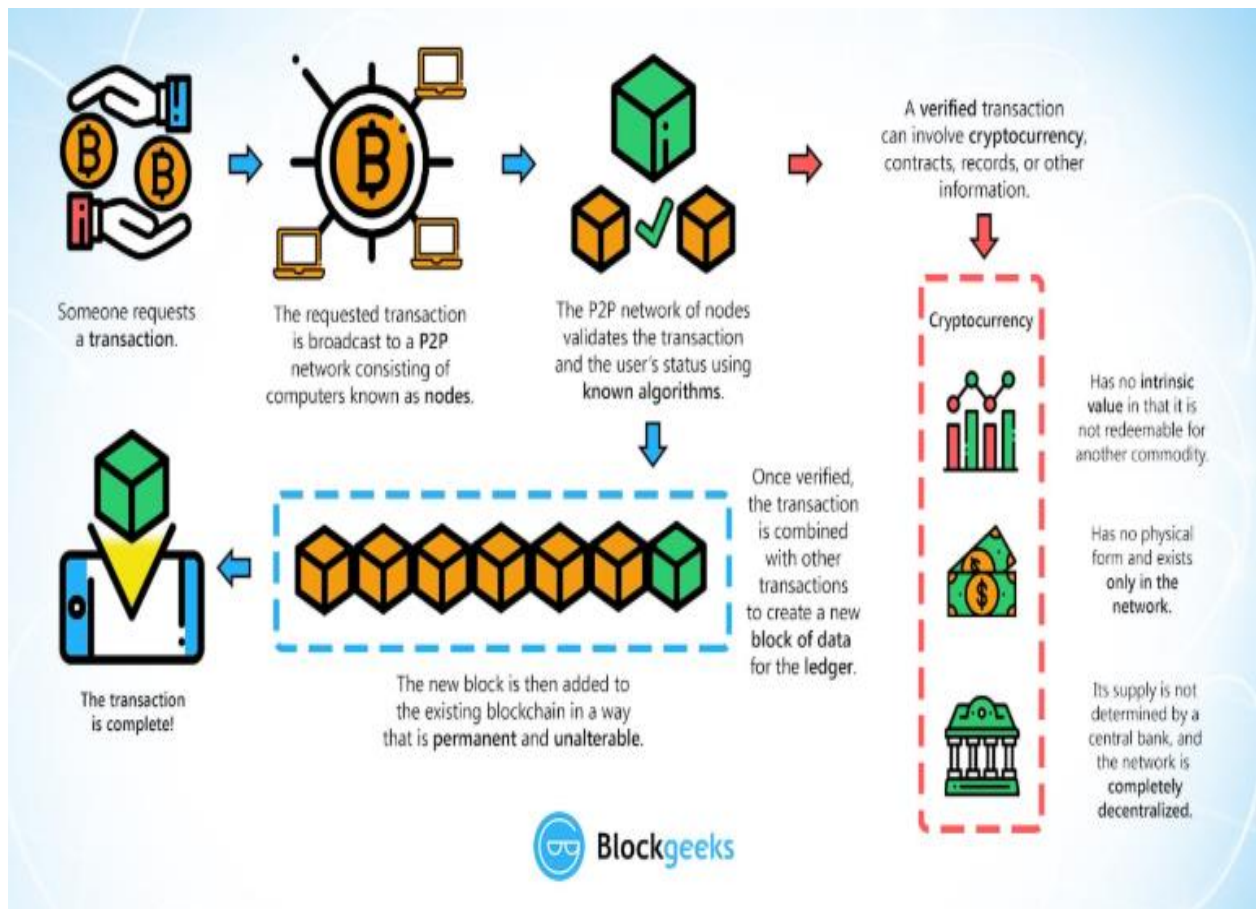 Someone requests
a transaction.
The requested transaction
is broadcast to a P2P
network consisting of
computers known as nodes.
The P2P network of nodes
validates the transaction
and the user's status using
known algorithms.
A verified transaction
can involve cryptocurrency,
contracts, records, or other
information.
Cryptocurrency
Has no intrinsic
value in that it is
not redeemable for
another commodity.
Has no physical
form and exists
only in the
network.
Its supply is not
determined by a
central bank, and
the network is
completely
decentralized.
Once verified,
the transaction
is combined
with other
transactions
to create a new
block of data
for the ledger.
The new block is then added to
the existing blockchain in a way
that is permanent and unalterable.
The transaction
is complete!
Blockgeeks